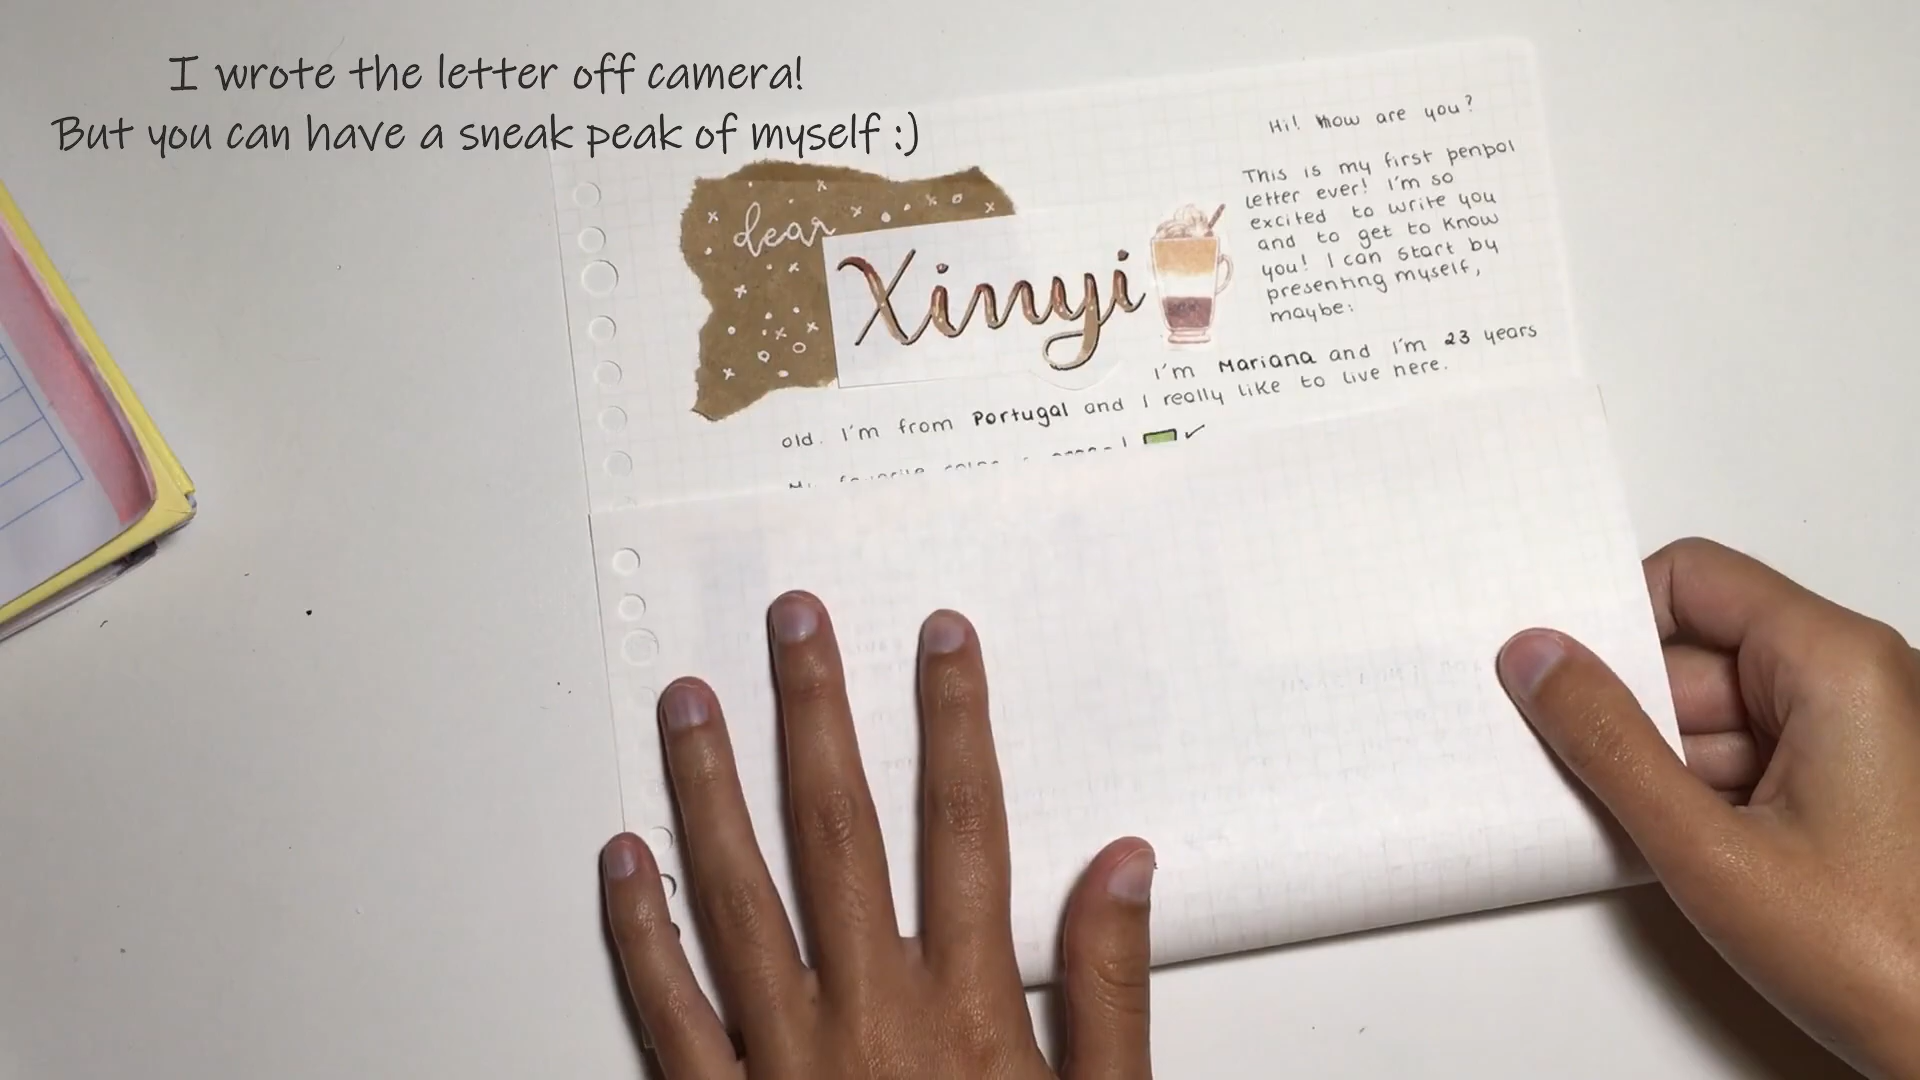 I wrote the letter off camera!
But you can have a sneak peak of myself :)
dear
Xinyi
Hi! How are you?
This is my first penpal
letter ever! I'm so
excited to write you
and to get to know
you! I can start by
presenting myself,
maybe:
I'm Mariana and I'm 23 years
old. I'm from Portugal and I really like to live here.